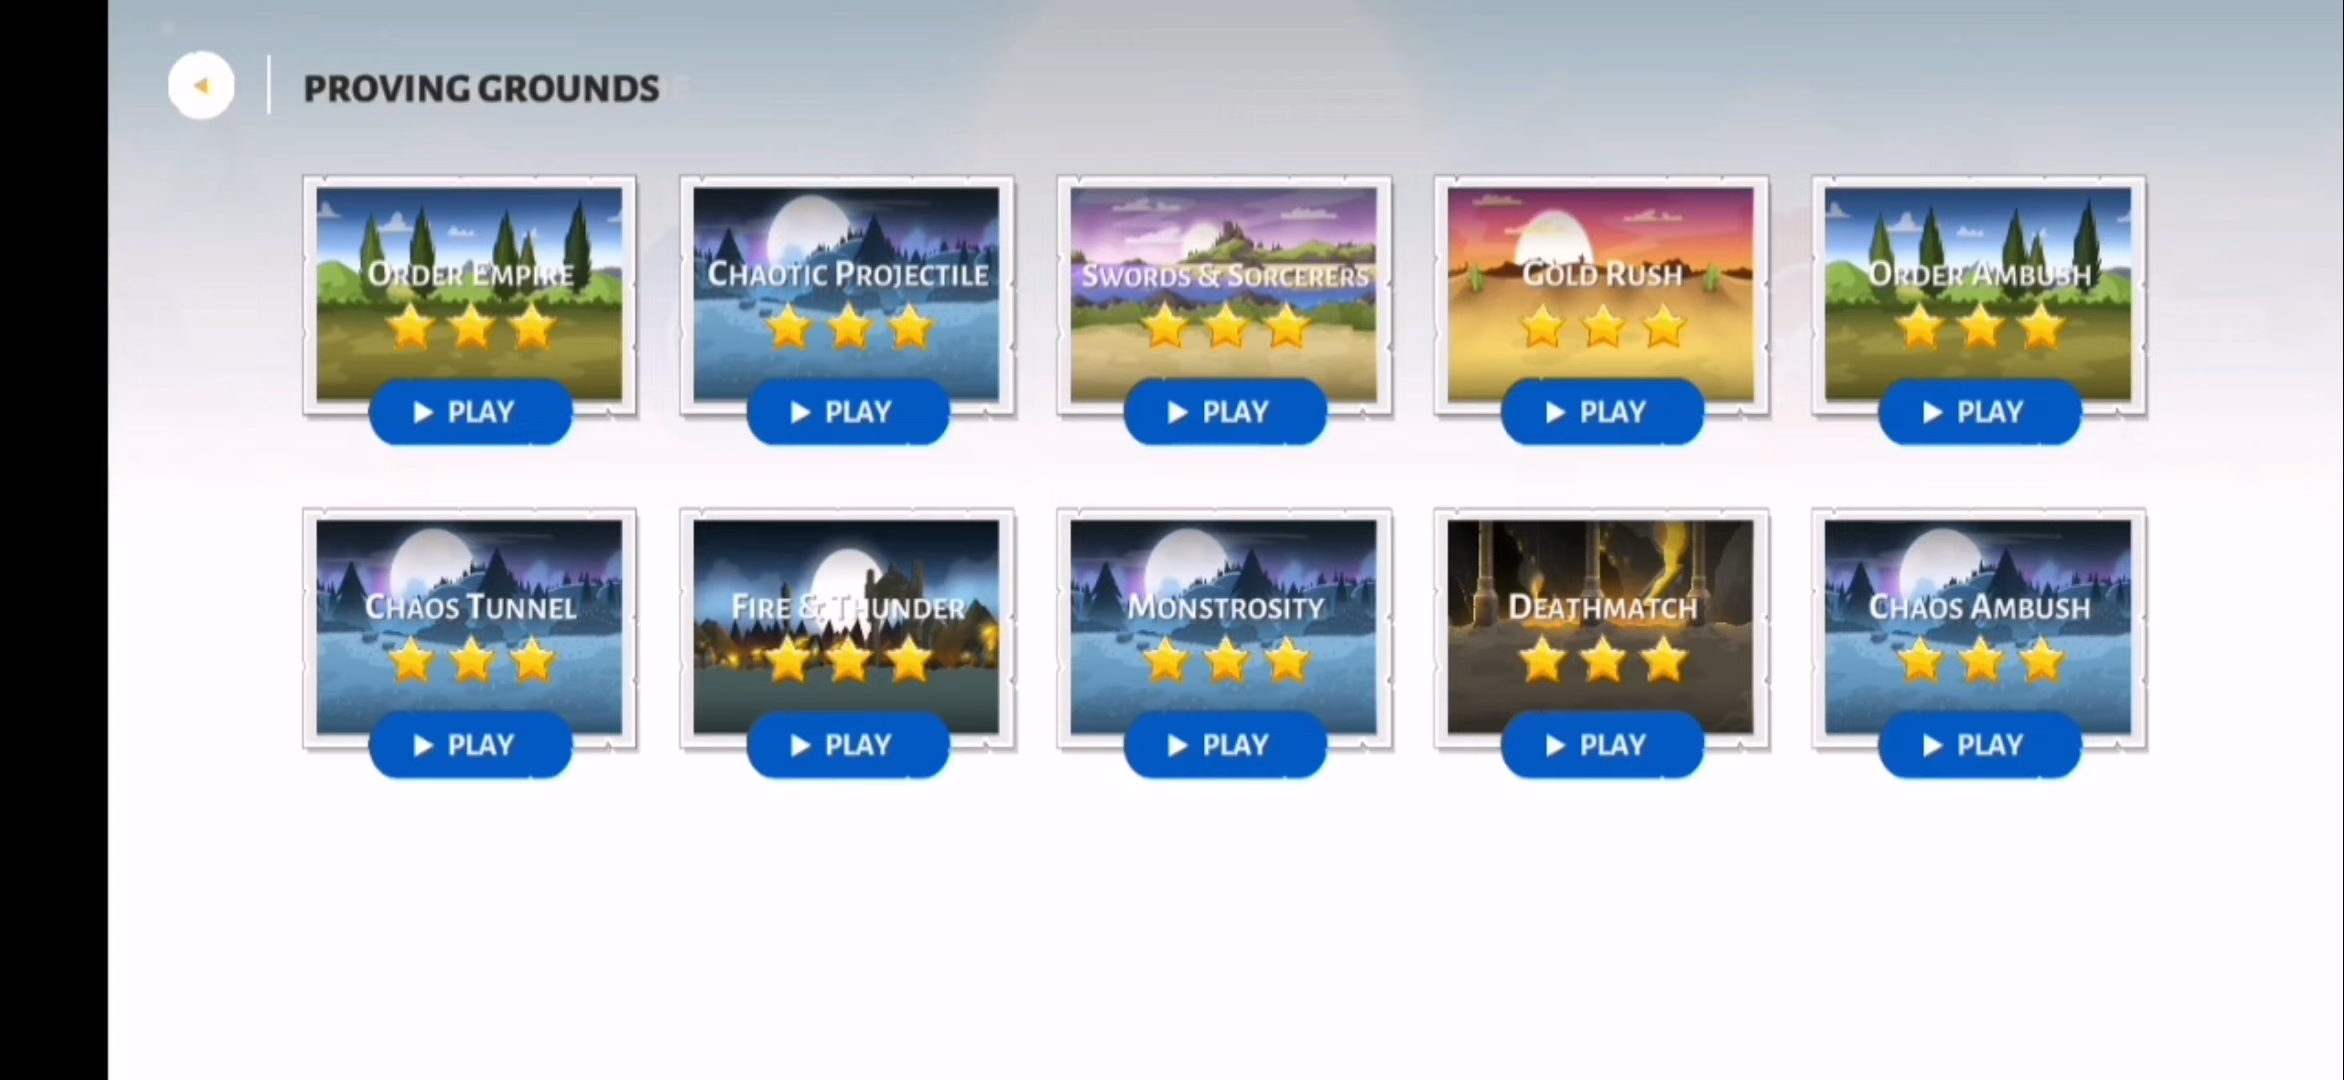 PROVING GROUNDS
ORDER EMPIRE
CHAOTIC PROJECTILE
SWORDS & SORCERERS
GOLD RUSH
ORDER AMBUSH
PLAY
PLAY
PLAY
PLAY
PLAY
CHAOS TUNNEL
FIRE & THUNDER
MONSTROSITY
DEATHMATCH
CHAOS AMBUSH
PLAY
PLAY
PLAY
PLAY
PLAY